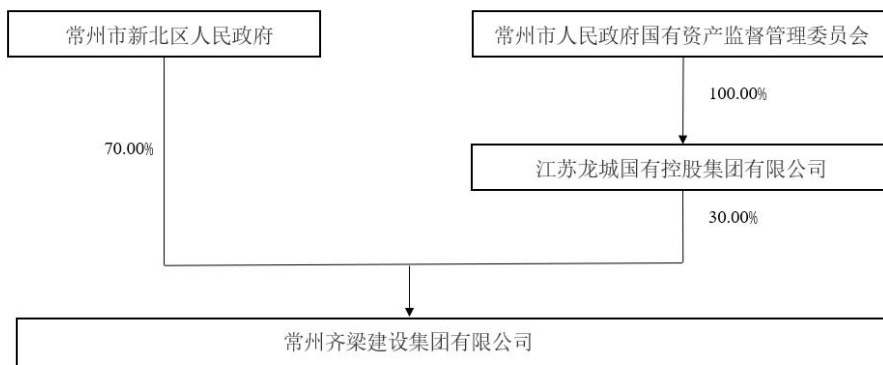 常州市新北区人民政府
常州市人民政府国有资产监督管理委员会
100.00%
70.00%
江苏龙城国有控股集团有限公司
30.00%
常州齐梁建设集团有限公司